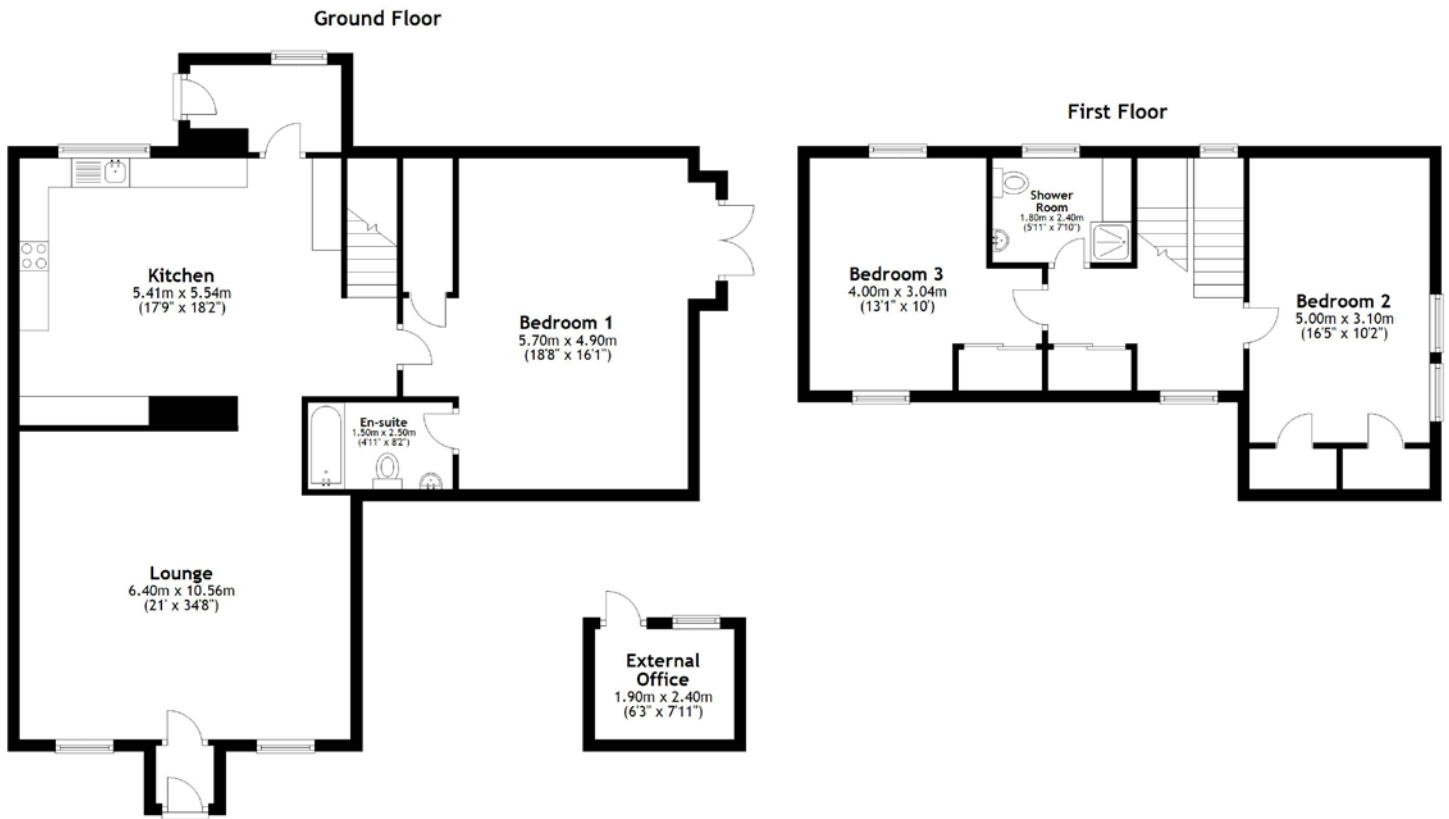 Ground Floor
Kitchen
5.41m x 5.54m
(17'9" x 18'2")
Bedroom 1
5.70m x 4.90m
(18'8" x 16'1")
En-suite
1.50m x 2.50m
(4'11" x 8'2")
Lounge
6.40m x 10.56m
(21' x 34'8")
External
Office
1.90m x 2.40m
(6'3" x 7'11")
First Floor
Shower
Room
1.80m x 2.40m
(5'11" x 7'10")
Bedroom 3
4.00m x 3.04m
(13'1" x 10')
Bedroom 2
5.00m x 3.10m
(16'5" x 10'2")